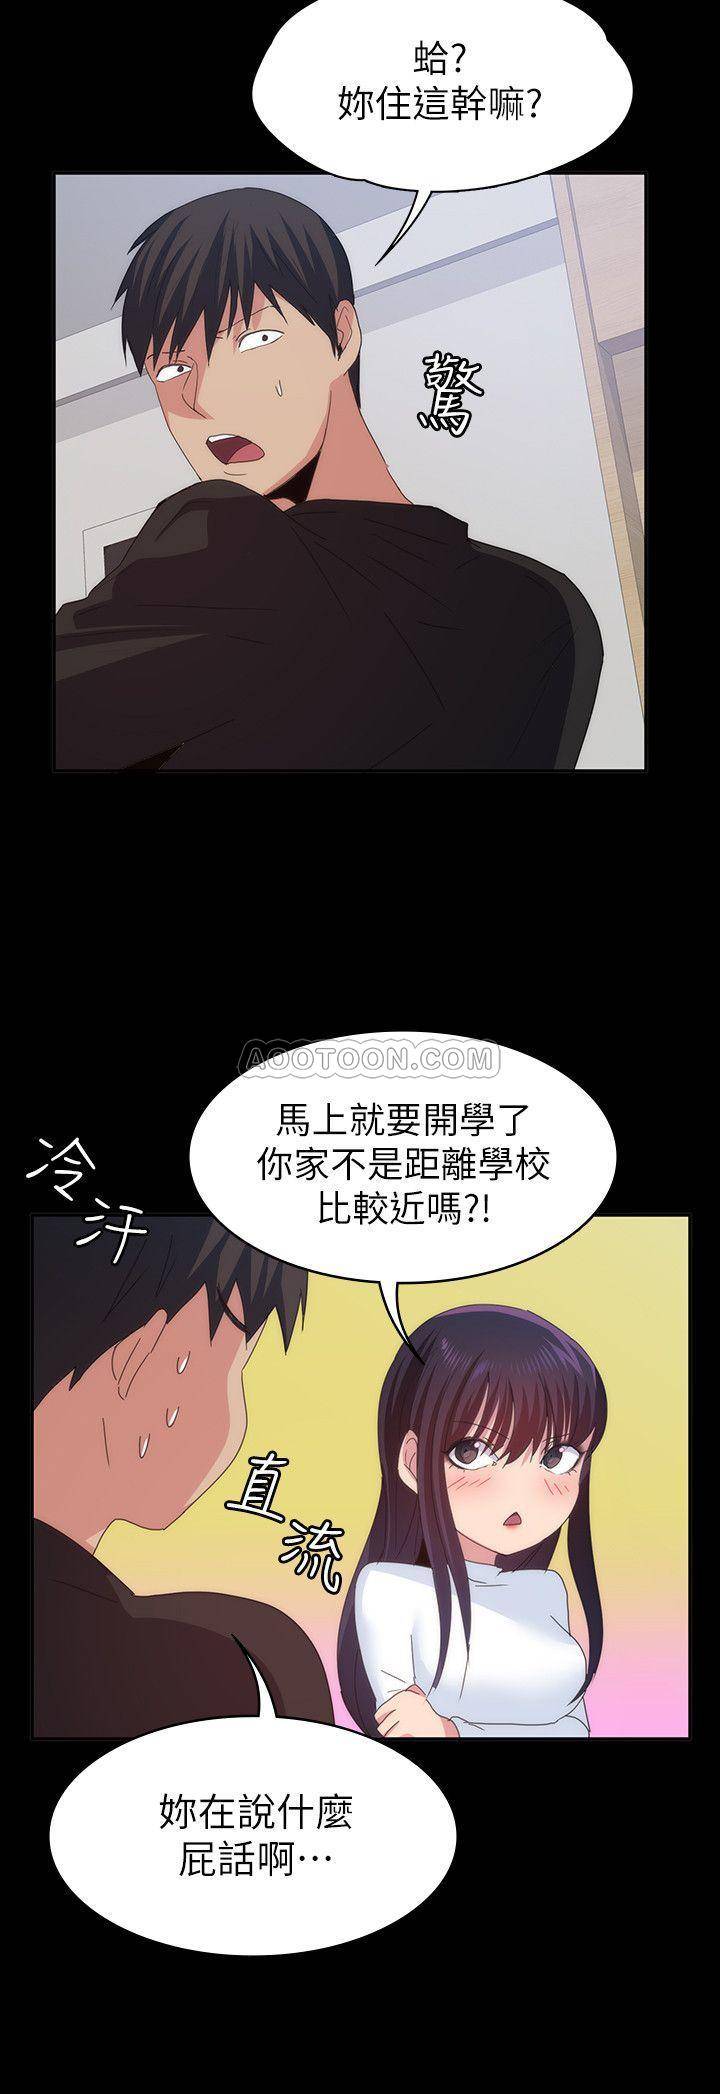 蛤?
妳住這幹嘛?
驚
AOOTOON.COM
馬上就要開學了
你家不是距離學校
比較近嗎?!
冷汗
直流
妳在說什麼
屁話啊…